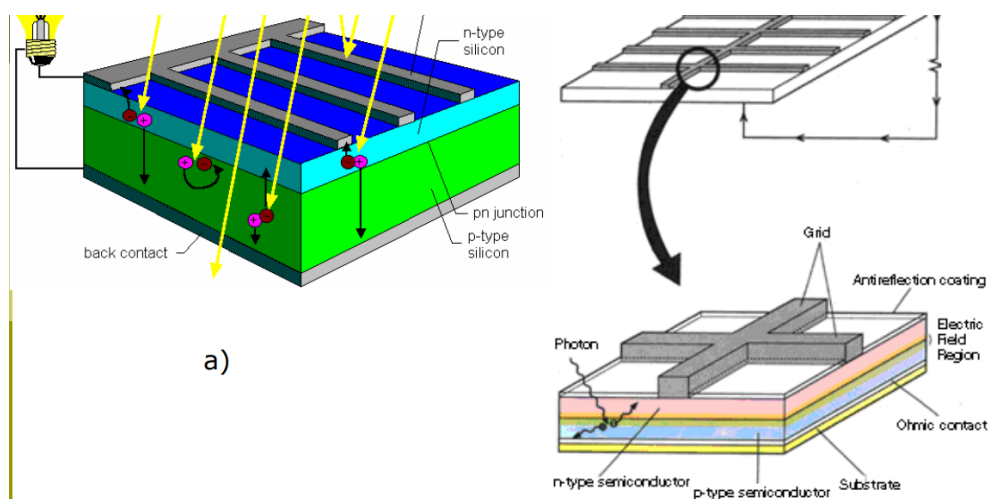 n-type
silicon
pn junction
p-type
silicon
back contact
a)
Grid
Antireflection coating
Electric
Field
Region
Photon
Ohmic contact
Substrate
n-type semiconductor
p-type semiconductor
+
-
+
-
+
-
+
-